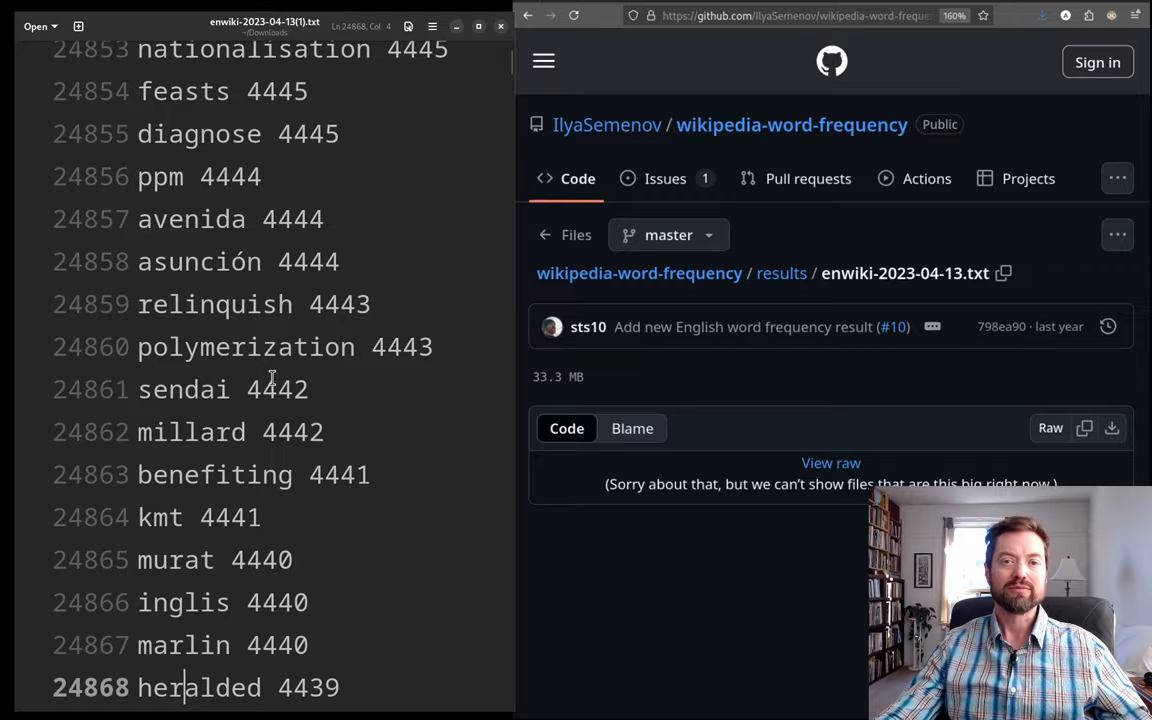 Open
enwiki-2023-04-13(1).txt
~/Downloads
Ln 24868, Col 4
24853 nationalisation 4445
24854 feasts 4445
24855 diagnose 4445
24856 ppm 4444
24857 avenida 4444
24858 asunción 4444
24859 relinquish 4443
24860 polymerization 4443
24861 sendai 4442
24862 millard 4442
24863 benefiting 4441
24864 kmt 4441
24865 murat 4440
24866 inglis 4440
24867 marlin 4440
24868 heralded 4439
https://github.com/IlyaSemenov/wikipedia-word-freque
160%
Sign in
IlyaSemenov / wikipedia-word-frequency Public
Code Issues 1 Pull requests Actions Projects
Files master
wikipedia-word-frequency / results / enwiki-2023-04-13.txt
sts10 Add new English word frequency result (#10) 798ea90 · last year
33.3 MB
Code Blame Raw
View raw
(Sorry about that, but we can't show files that are this big right now.)